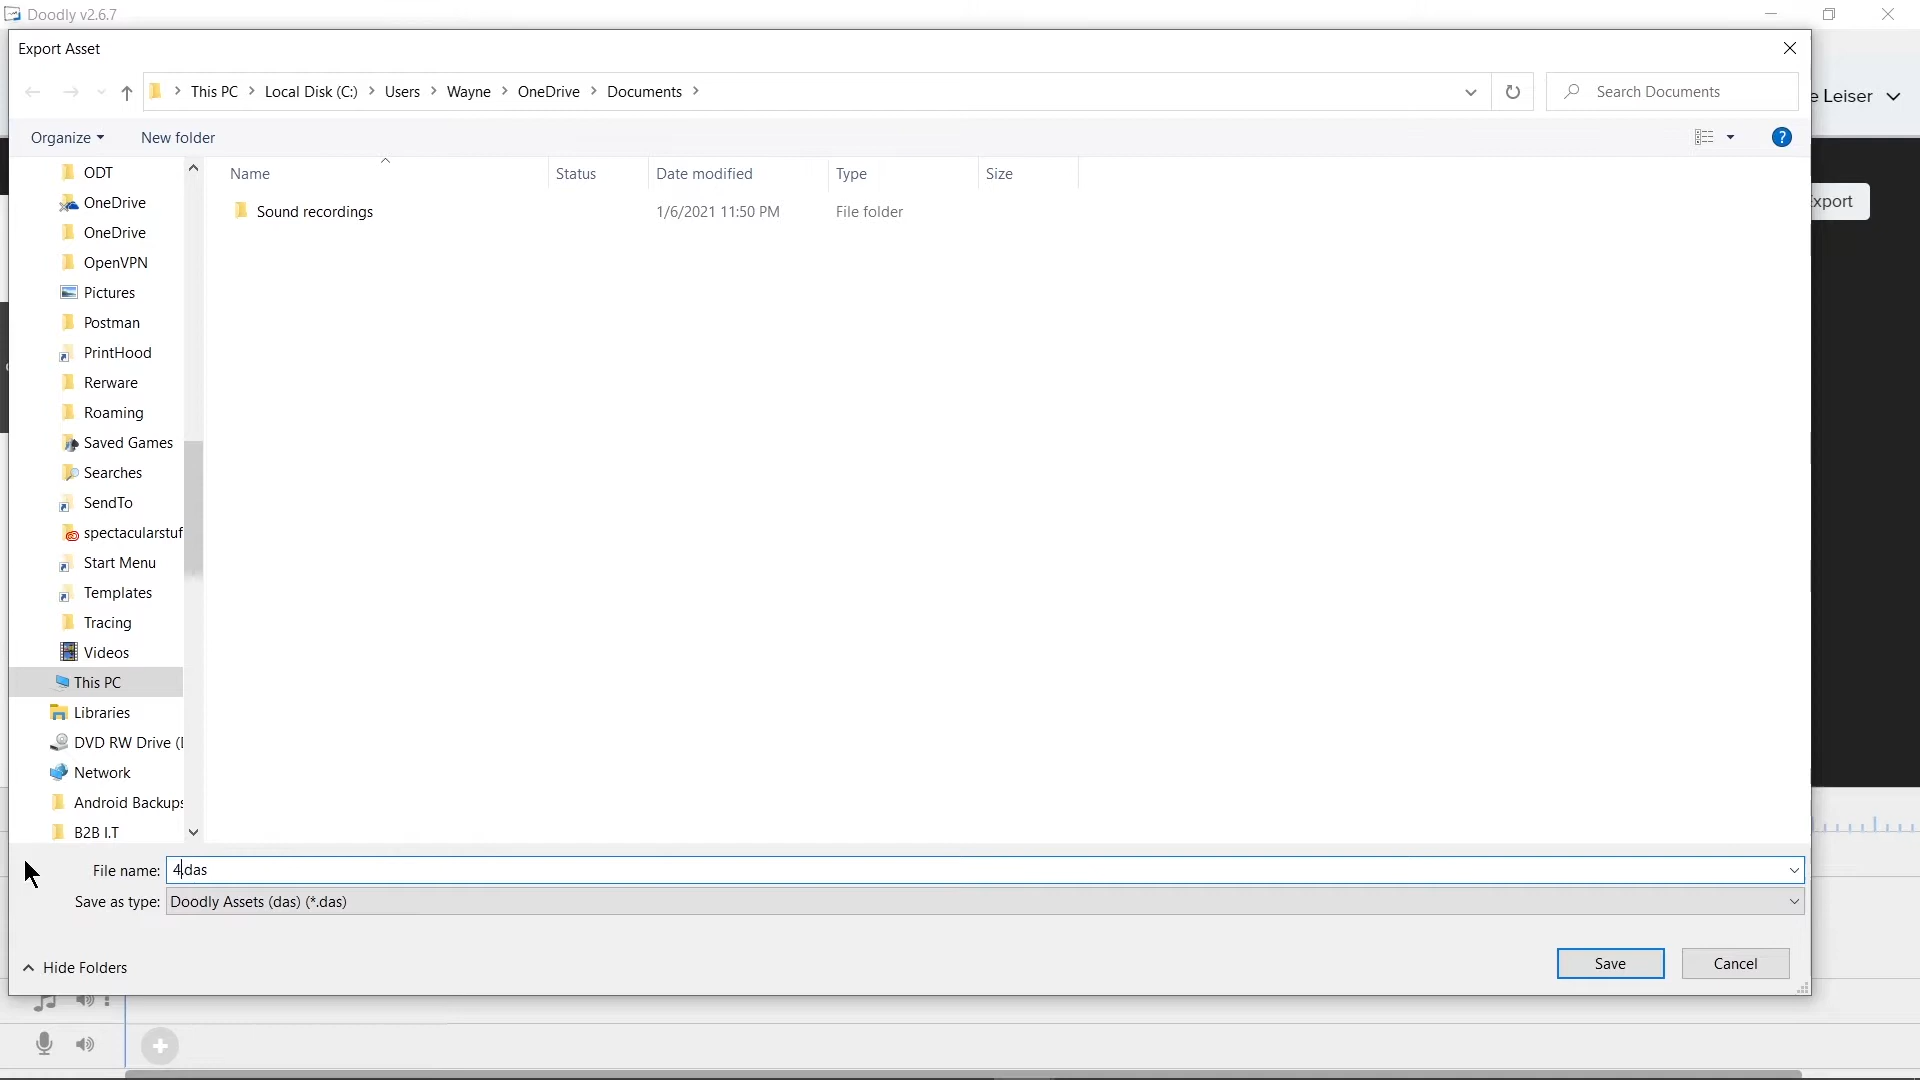 Doodly v2.6.7
Export Asset
This PC > Local Disk (C:) > Users > Wayne > OneDrive > Documents >
Search Documents
e Leiser
Organize
New folder
?
Export
Name
Status
Date modified
Type
Size
Sound recordings
1/6/2021 11:50 PM
File folder
ODT
OneDrive
OneDrive
OpenVPN
Pictures
Postman
PrintHood
Rerware
Roaming
Saved Games
Searches
SendTo
spectacularstuf
Start Menu
Templates
Tracing
Videos
This PC
Libraries
DVD RW Drive (
Network
Android Backups
B2B I.T
File name: 4.das
Save as type: Doodly Assets (das) (*.das)
Hide Folders
Save
Cancel